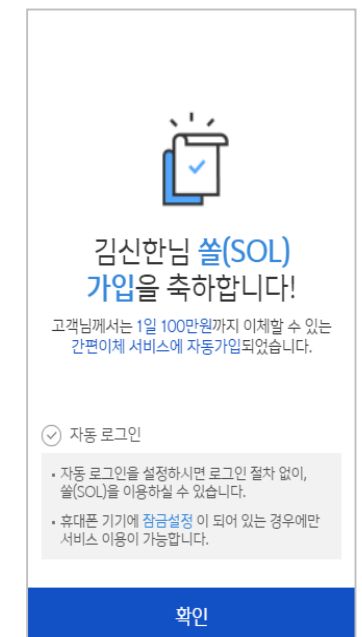 김신한님 쏠(SOL)
가입을 축하합니다!
고객님께서는 1일 100만원까지 이체할 수 있는
간편이체 서비스에 자동가입되었습니다.
자동 로그인
• 자동 로그인을 설정하시면 로그인 절차 없이,
쏠(SOL)을 이용하실 수 있습니다.
• 휴대폰 기기에 잠금설정 이 되어 있는 경우에만
서비스 이용이 가능합니다.
확인